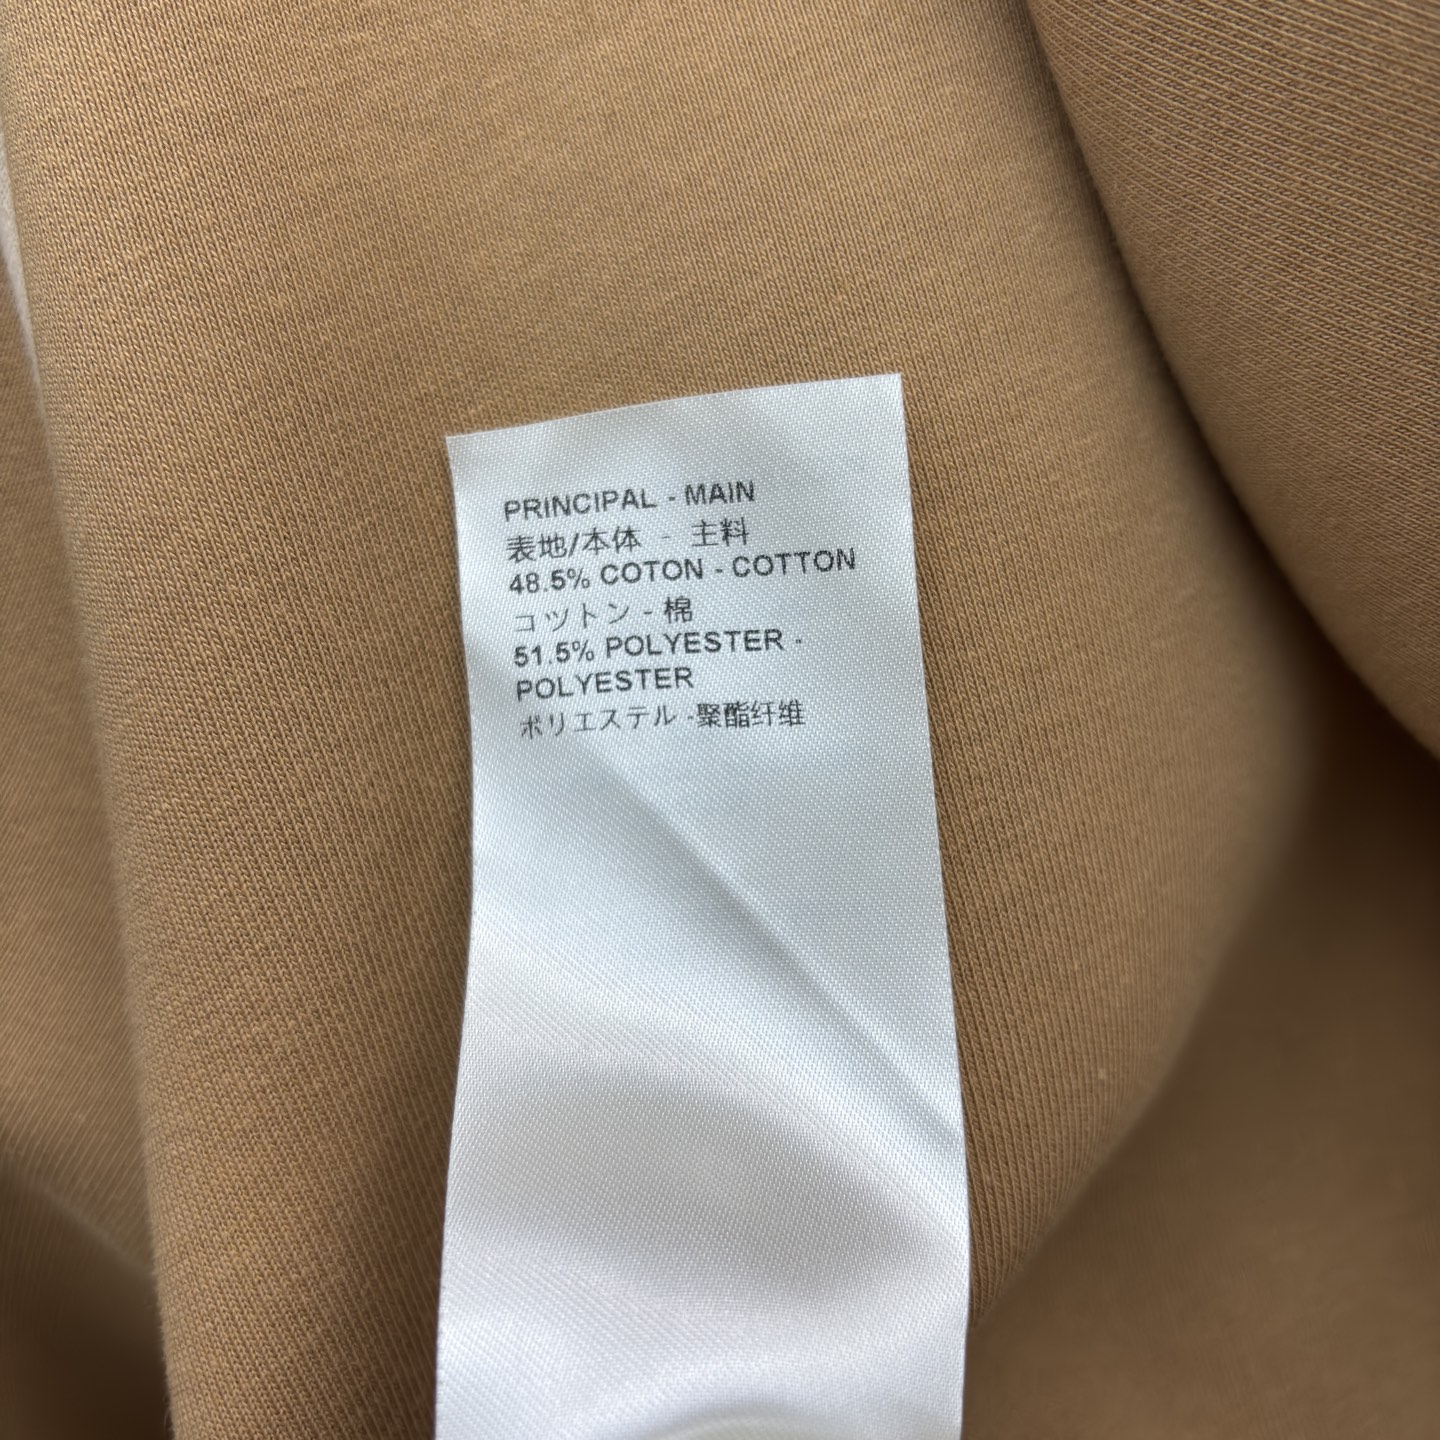 PRINCIPAL - MAIN
表地/本体 - 主料
48.5% COTON - COTTON
コットン - 棉
51.5% POLYESTER -
POLYESTER
ポリエステル -聚酯纤维